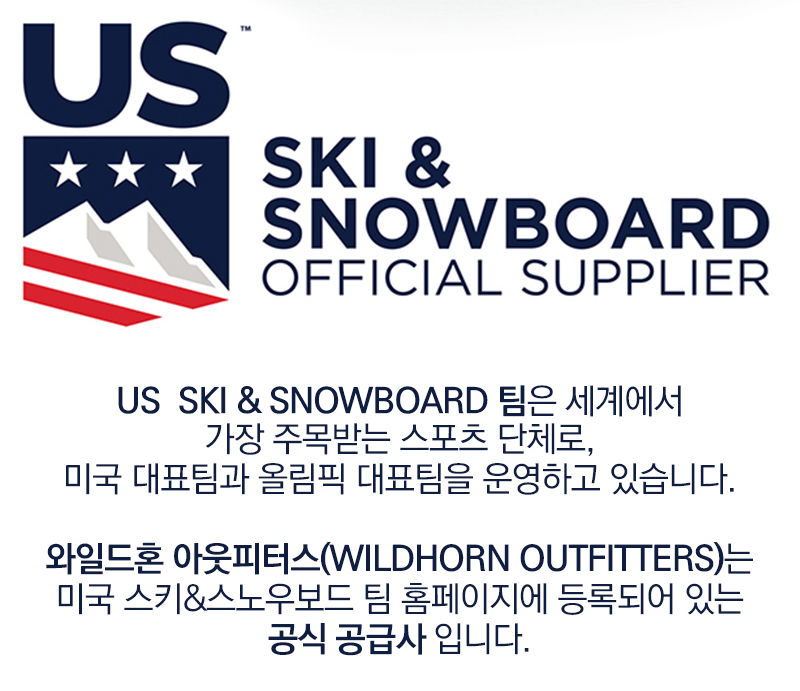 US™
SKI &
SNOWBOARD
OFFICIAL SUPPLIER
US SKI & SNOWBOARD 팀은 세계에서
가장 주목받는 스포츠 단체로,
미국 대표팀과 올림픽 대표팀을 운영하고 있습니다.
와일드혼 아웃피터스(WILDHORN OUTFITTERS)는
미국 스키&스노우보드 팀 홈페이지에 등록되어 있는
공식 공급사 입니다.